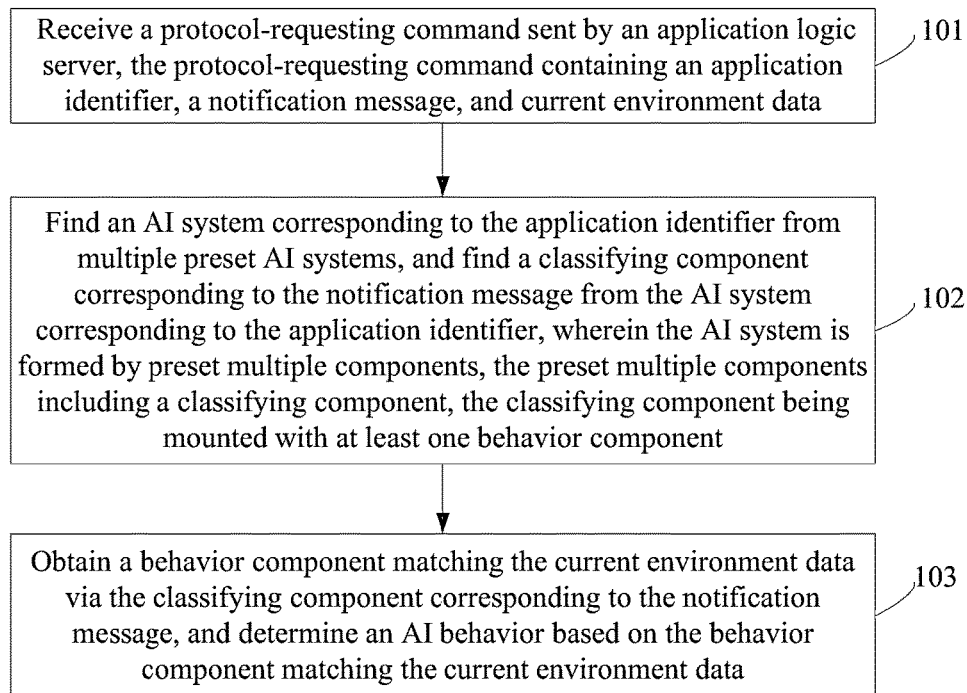 Receive a protocol-requesting command sent by an application logic
server, the protocol-requesting command containing an application
identifier, a notification message, and current environment data
101
Find an AI system corresponding to the application identifier from
multiple preset AI systems, and find a classifying component
corresponding to the notification message from the AI system
corresponding to the application identifier, wherein the AI system is
formed by preset multiple components, the preset multiple components
including a classifying component, the classifying component being
mounted with at least one behavior component
102
Obtain a behavior component matching the current environment data
via the classifying component corresponding to the notification
message, and determine an AI behavior based on the behavior
component matching the current environment data
103